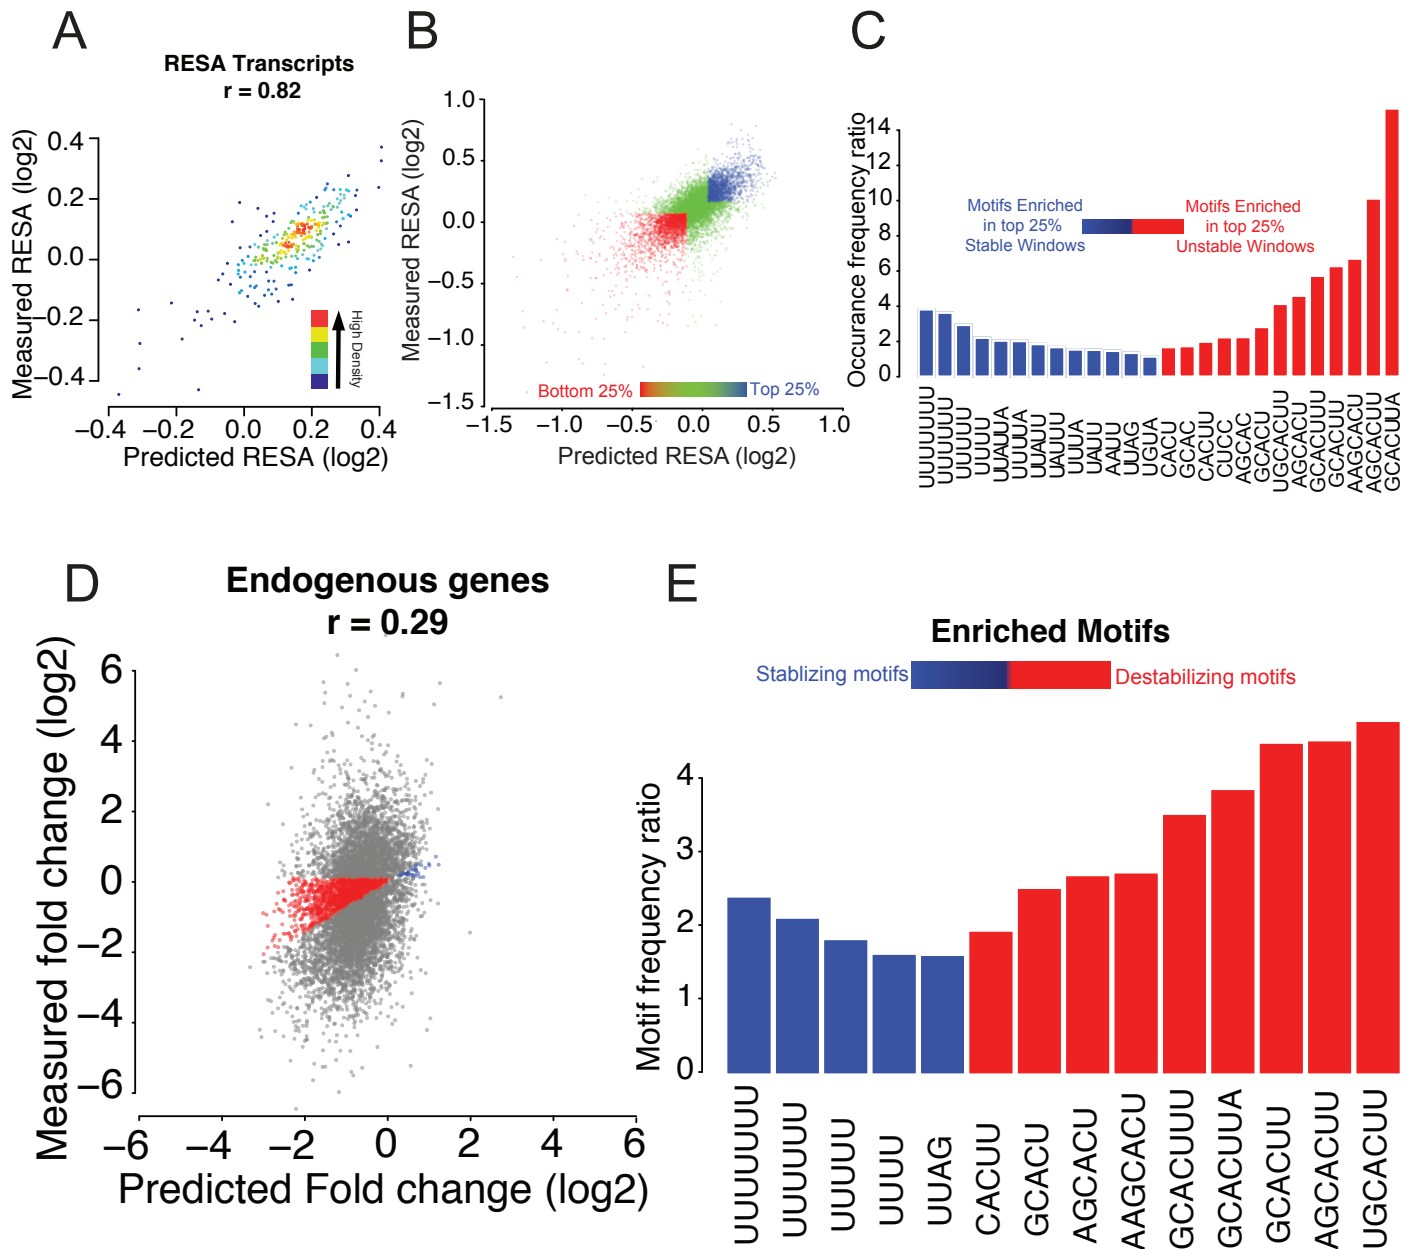 A
RESA Transcripts
r = 0.82
Measured RESA (log2)
0.4
0.2
0.0
−0.2
−0.4
High Density
−0.4
−0.2
0.0
0.2
0.4
Predicted RESA (log2)
B
Measured RESA (log2)
1.0
0.5
0.0
−0.5
−1.0
−1.5
Bottom 25%
Top 25%
−1.5
−1.0
−0.5
0.0
0.5
1.0
Predicted RESA (log2)
C
Occurance frequency ratio
14
12
10
8
6
4
2
0
Motifs Enriched
in top 25%
Stable Windows
Motifs Enriched
in top 25%
Unstable Windows
UUUUUUU
UUUUUU
UUUUU
UUUU
UUAUUA
UUUUA
UUAUU
UAUUU
UUUA
UAUU
AAUU
UUAG
UGUA
CACU
GCAC
CACUU
CUCC
AGCAC
GCACU
UGCACUU
AGCACU
GCACUUU
GCACUU
AAGCACU
AGCACUU
GCACUUA
D
Endogenous genes
r = 0.29
Measured fold change (log2)
6
4
2
0
−2
−4
−6
−6
−4
−2
0
2
4
6
Predicted Fold change (log2)
E
Enriched Motifs
Stablizing motifs
Destabilizing motifs
Motif frequency ratio
4
3
2
1
0
UUUUUUU
UUUUUU
UUUUU
UUUU
UUAG
CACUU
GCACU
AGCACU
AAGCACU
GCACUUU
GCACUUA
GCACUU
AGCACUU
UGCACUU